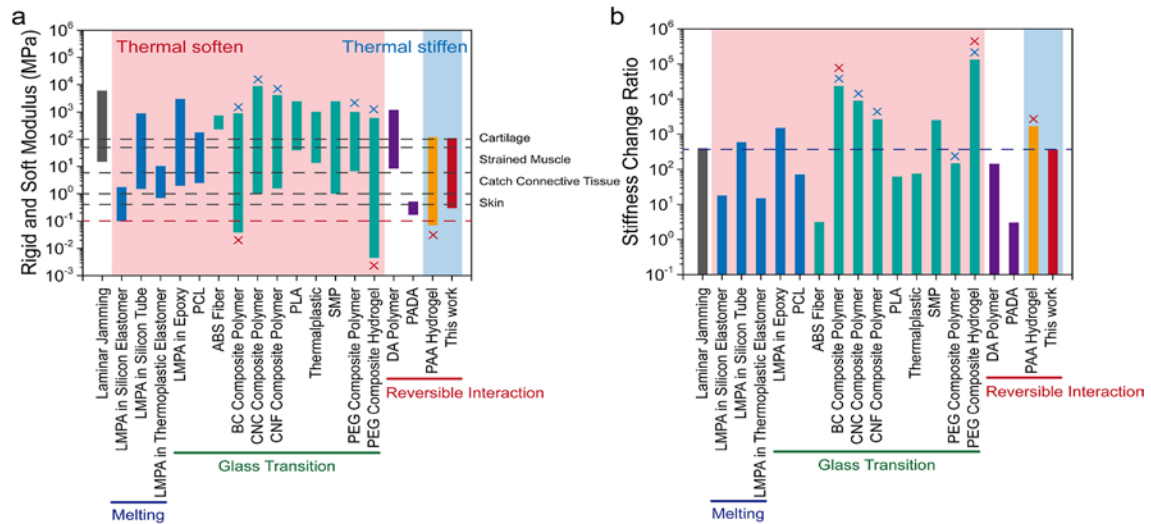 a
Rigid and Soft Modulus (MPa)
10^6
10^5
10^4
10^3
10^2
10^1
10^0
10^-1
10^-2
10^-3
Thermal soften
Thermal stiffen
Cartilage
Strained Muscle
Catch Connective Tissue
Skin
Laminar Jamming
LMPA in Silicon Elastomer
LMPA in Silicon Tube
LMPA in Thermoplastic Elastomer
LMPA in Epoxy
PCL
ABS Fiber
BC Composite Polymer
CNC Composite Polymer
CNF Composite Polymer
PLA
Thermalplastic
SMP
PEG Composite Polymer
PEG Composite Hydrogel
DA Polymer
PADA
PAA Hydrogel
This work
Reversible Interaction
Glass Transition
Melting
b
Stiffness Change Ratio
10^6
10^5
10^4
10^3
10^2
10^1
10^0
10^-1
Laminar Jamming
LMPA in Silicon Elastomer
LMPA in Silicon Tube
LMPA in Thermoplastic Elastomer
LMPA in Epoxy
PCL
ABS Fiber
BC Composite Polymer
CNC Composite Polymer
CNF Composite Polymer
PLA
Thermalplastic
SMP
PEG Composite Polymer
PEG Composite Hydrogel
DA Polymer
PADA
PAA Hydrogel
This work
Reversible Interaction
Glass Transition
Melting